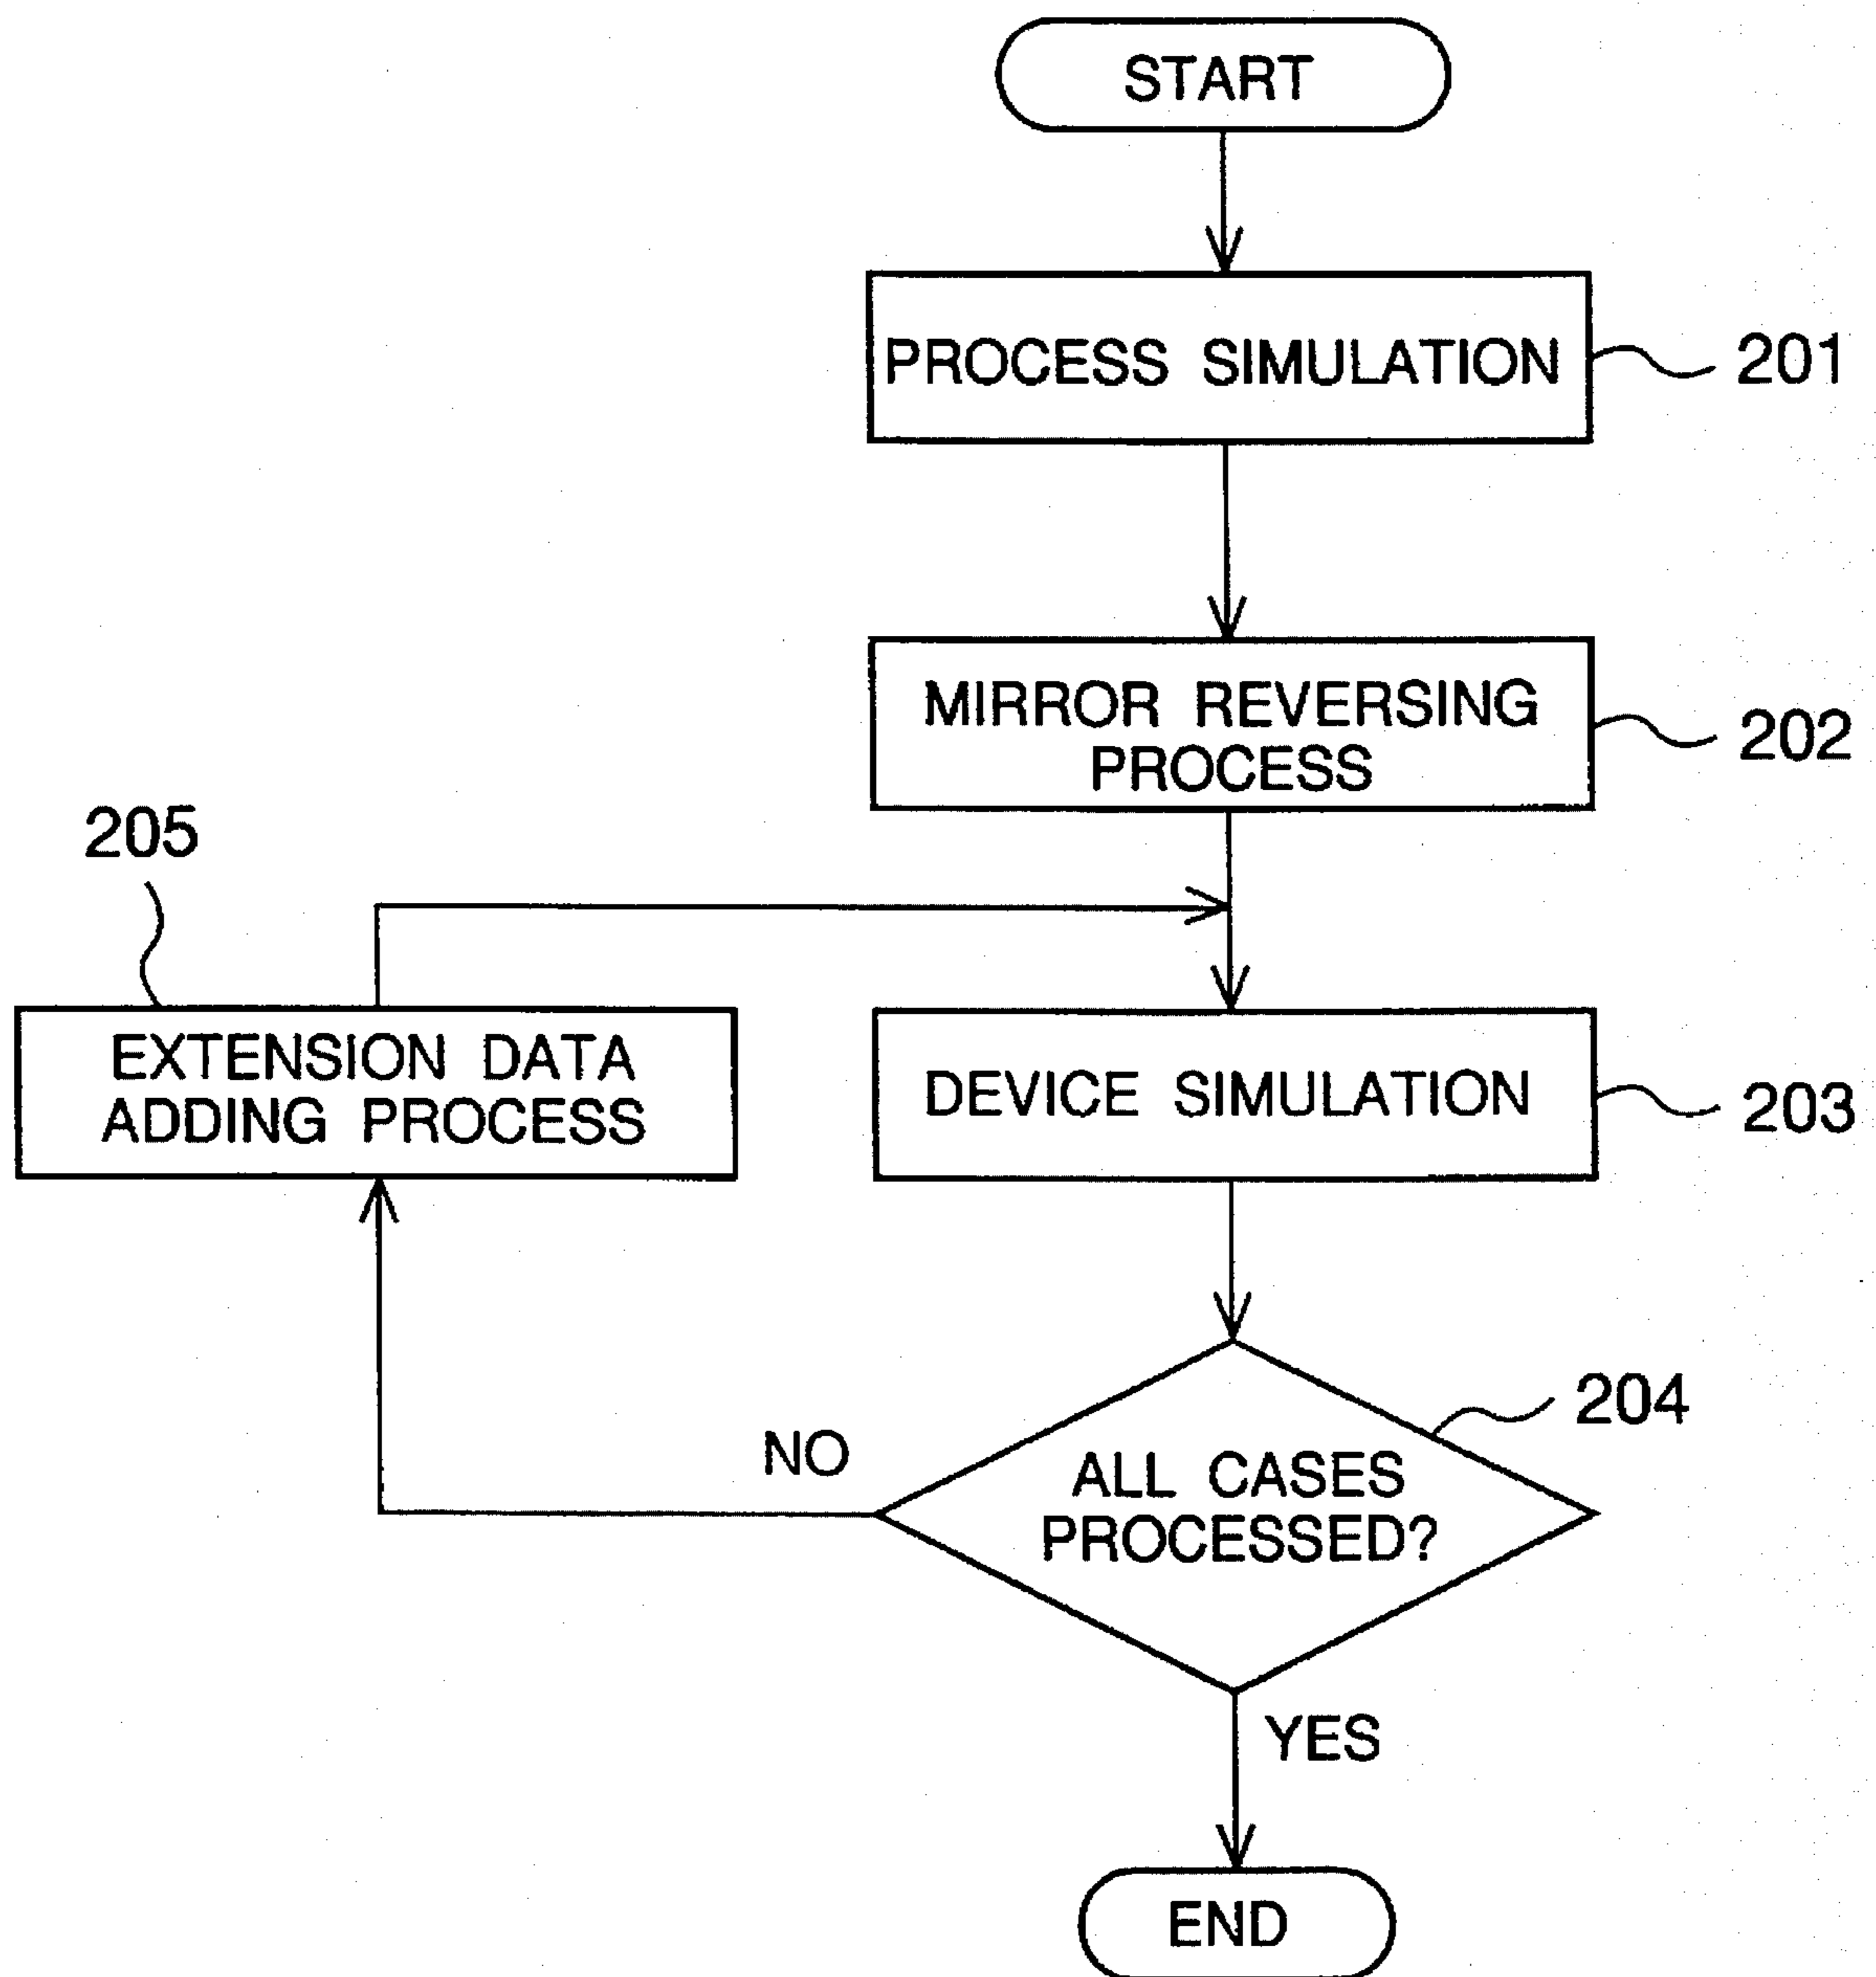 START
PROCESS SIMULATION
201
MIRROR REVERSING
PROCESS
202
205
EXTENSION DATA
ADDING PROCESS
DEVICE SIMULATION
203
204
NO
ALL CASES
PROCESSED?
YES
END